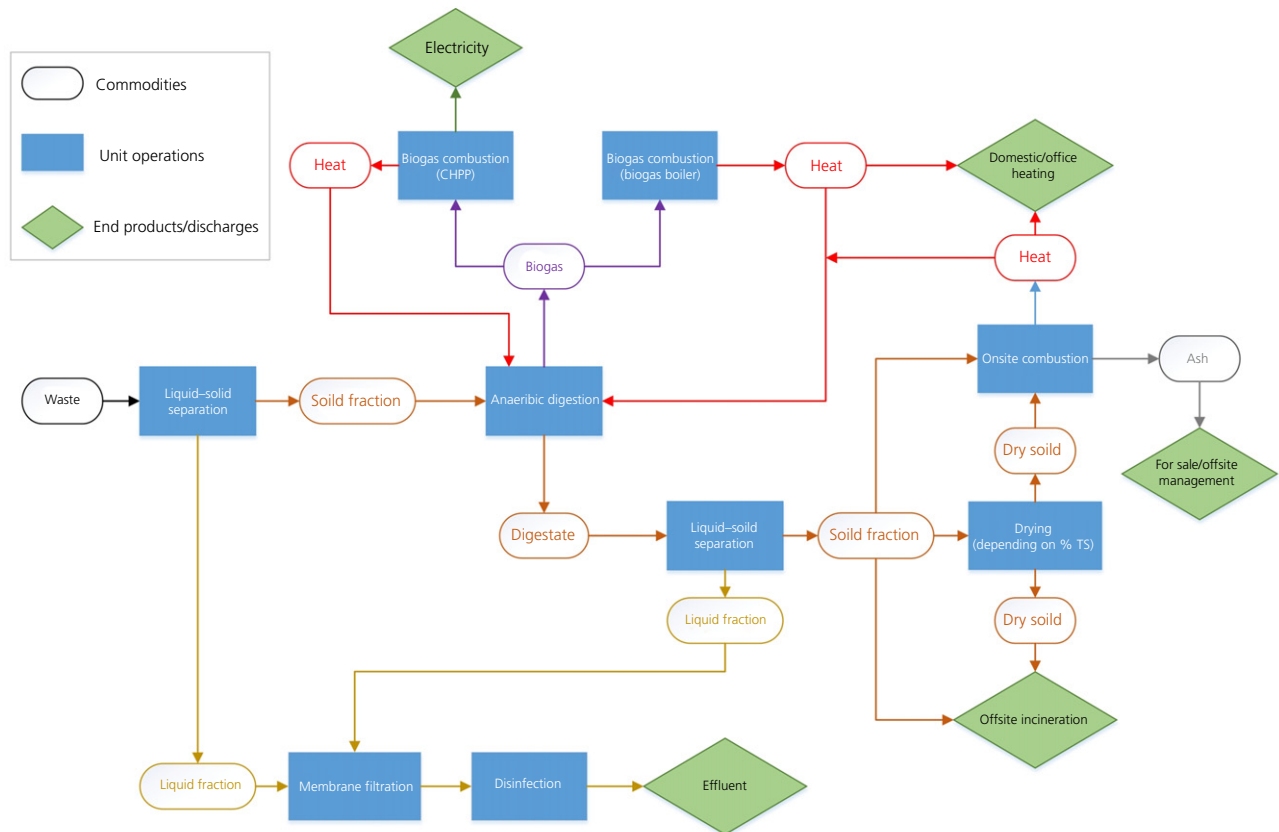 Commodities
Unit operations
End products/discharges
Electricity
Heat
Biogas combustion
(CHPP)
Biogas combustion
(biogas boiler)
Heat
Domestic/office
heating
Biogas
Heat
Onsite combustion
Ash
Waste
Liquid–solid
separation
Soild fraction
Anaeribic digestion
Dry soild
For sale/offsite
management
Digestate
Liquid–soild
separation
Soild fraction
Drying
(depending on % TS)
Liquid fraction
Dry soild
Offsite incineration
Liquid fraction
Membrane filtration
Disinfection
Effluent